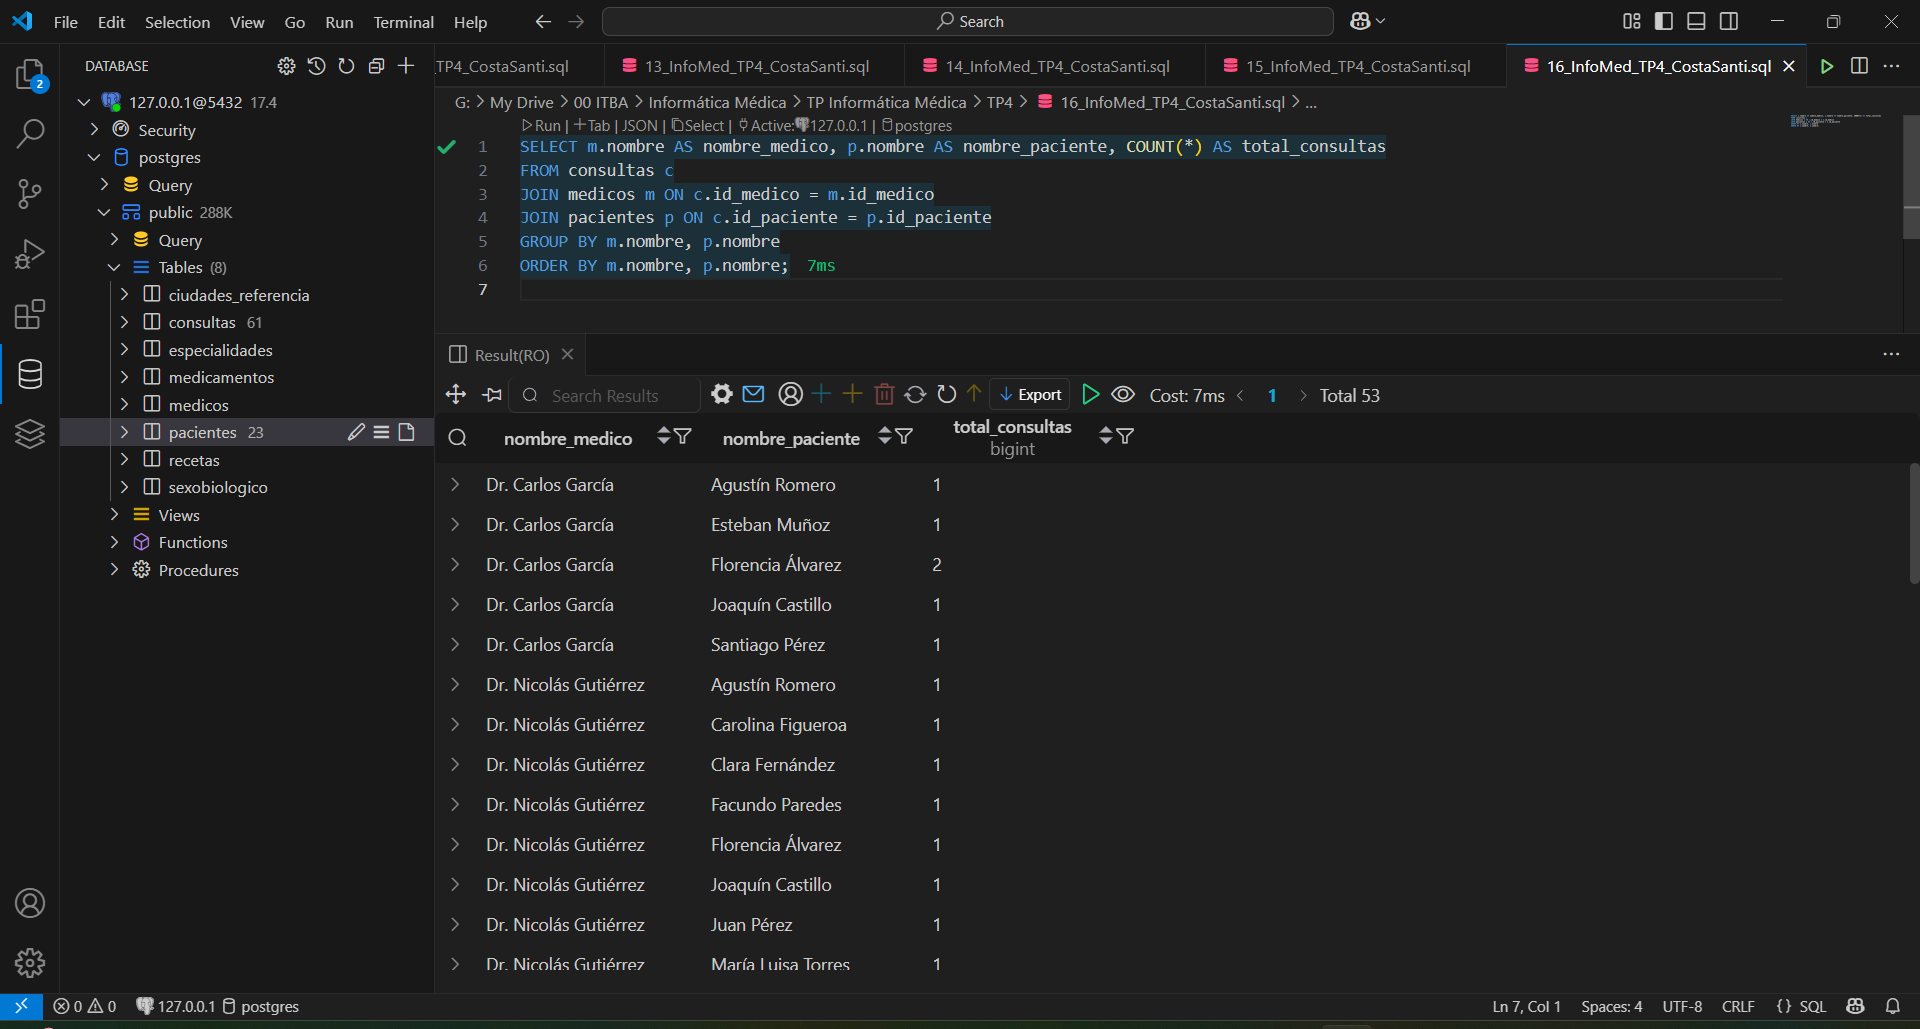 File Edit Selection View Go Run Terminal Help
Search
DATABASE
127.0.0.1@5432 17.4
Security
postgres
Query
public 288K
Query
Tables (8)
ciudades_referencia
consultas 61
especialidades
medicamentos
medicos
pacientes 23
recetas
sexobiologico
Views
Functions
Procedures
2
TP4_CostaSanti.sql
13_InfoMed_TP4_CostaSanti.sql
14_InfoMed_TP4_CostaSanti.sql
15_InfoMed_TP4_CostaSanti.sql
16_InfoMed_TP4_CostaSanti.sql
G: > My Drive > 00 ITBA > Informática Médica > TP Informática Médica > TP4 > 16_InfoMed_TP4_CostaSanti.sql > ...
Run | Tab | JSON | Select | Active: 127.0.0.1 | postgres
1 SELECT m.nombre AS nombre_medico, p.nombre AS nombre_paciente, COUNT(*) AS total_consultas
2 FROM consultas c
3 JOIN medicos m ON c.id_medico = m.id_medico
4 JOIN pacientes p ON c.id_paciente = p.id_paciente
5 GROUP BY m.nombre, p.nombre
6 ORDER BY m.nombre, p.nombre; 7ms
7
Result(RO)
Search Results
Export
Cost: 7ms < 1 > Total 53
nombre_medico nombre_paciente total_consultas
bigint
Dr. Carlos García Agustín Romero 1
Dr. Carlos García Esteban Muñoz 1
Dr. Carlos García Florencia Álvarez 2
Dr. Carlos García Joaquín Castillo 1
Dr. Carlos García Santiago Pérez 1
Dr. Nicolás Gutiérrez Agustín Romero 1
Dr. Nicolás Gutiérrez Carolina Figueroa 1
Dr. Nicolás Gutiérrez Clara Fernández 1
Dr. Nicolás Gutiérrez Facundo Paredes 1
Dr. Nicolás Gutiérrez Florencia Álvarez 1
Dr. Nicolás Gutiérrez Joaquín Castillo 1
Dr. Nicolás Gutiérrez Juan Pérez 1
Dr. Nicolás Gutiérrez María Luisa Torres 1
0 0 127.0.0.1 postgres
Ln 7, Col 1 Spaces: 4 UTF-8 CRLF {} SQL